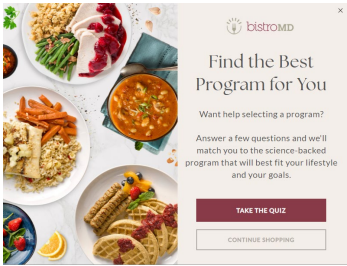 bistroMD
Find the Best
Program for You
Want help selecting a program?
Answer a few questions and we'll
match you to the science-backed
program that will best fit your lifestyle
and your goals.
TAKE THE QUIZ
CONTINUE SHOPPING